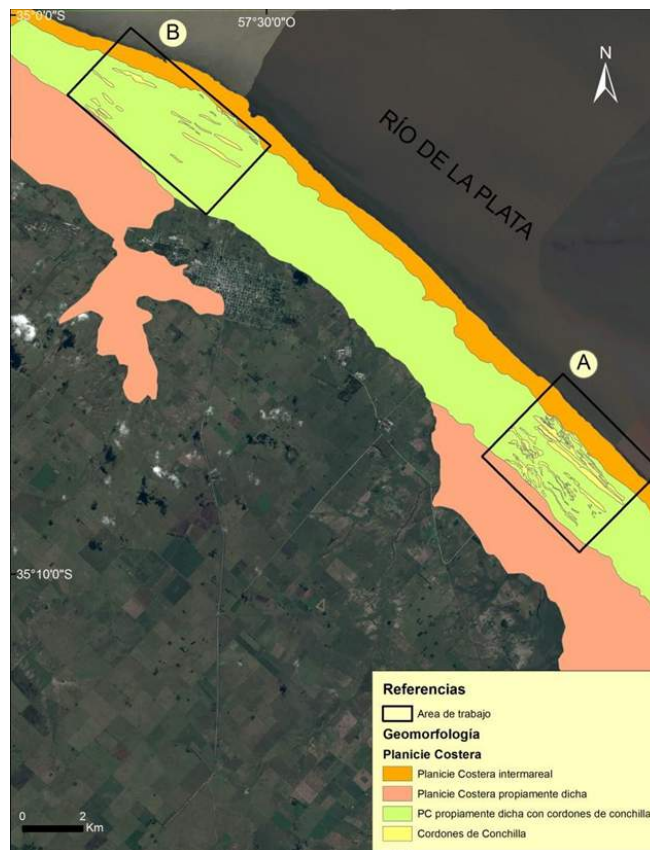 35°0'0"S
57°30'0"O
B
N
RÍO DE LA PLATA
A
35°10'0"S
Referencias
Area de trabajo
Geomorfología
Planicie Costera
Planicie Costera intermareal
Planicie Costera propiamente dicha
PC propiamente dicha con cordones de conchilla
Cordones de Conchilla
0 2
Km